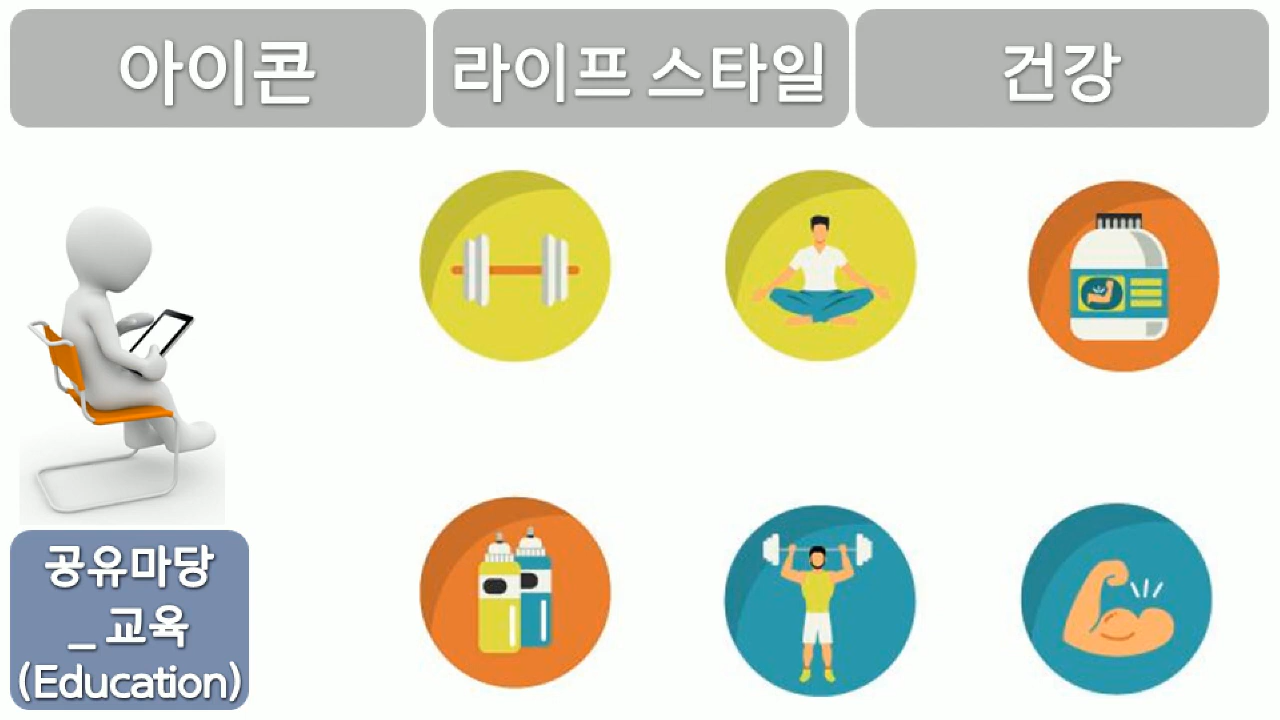 아이콘
라이프 스타일
건강
공유마당
_ 교육
(Education)